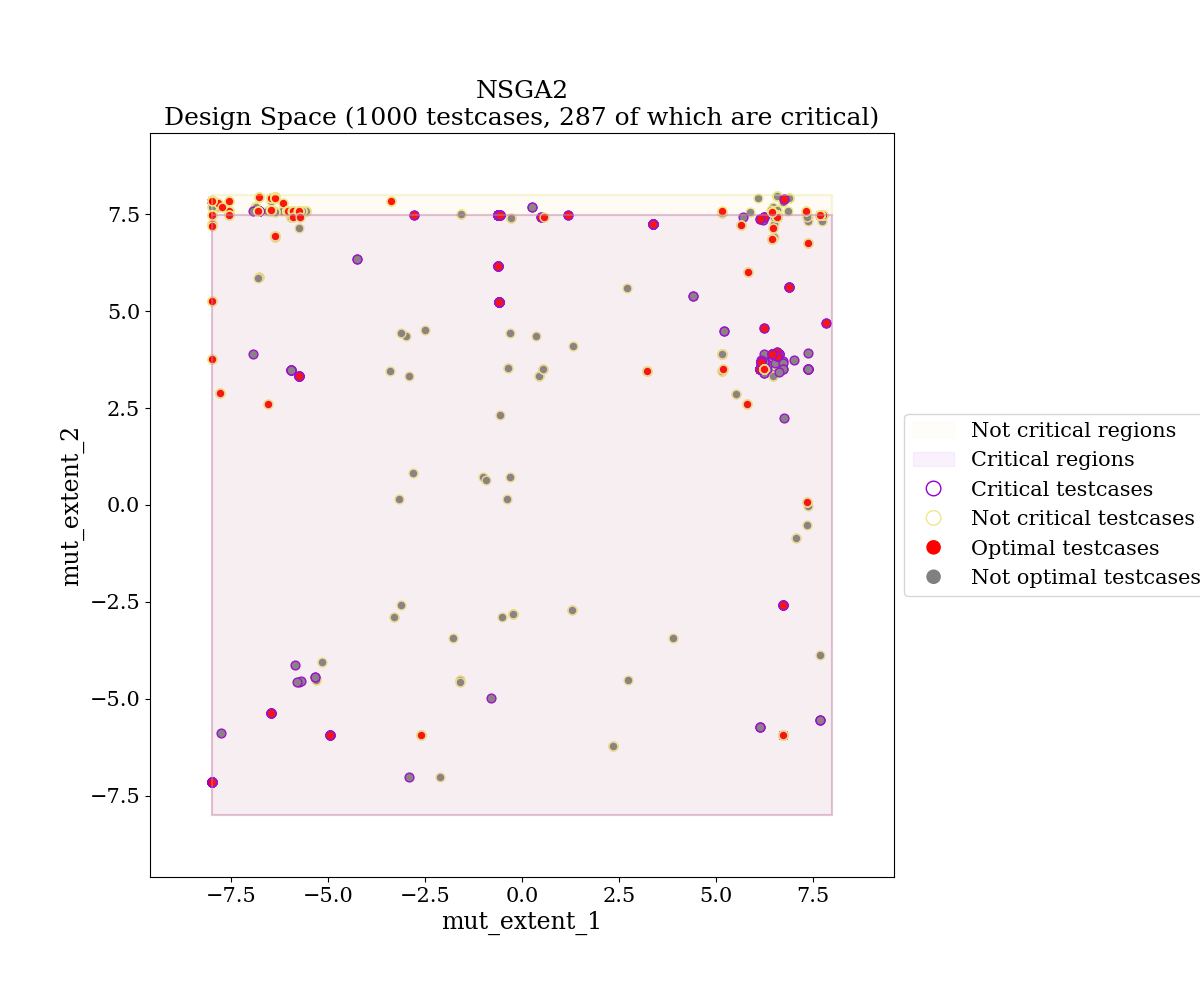 NSGA2
Design Space (1000 testcases, 287 of which are critical)
mut_extent_2
7.5
5.0
2.5
0.0
−2.5
−5.0
−7.5
−7.5
−5.0
−2.5
0.0
2.5
5.0
7.5
mut_extent_1
Not critical regions
Critical regions
Critical testcases
Not critical testcases
Optimal testcases
Not optimal testcases